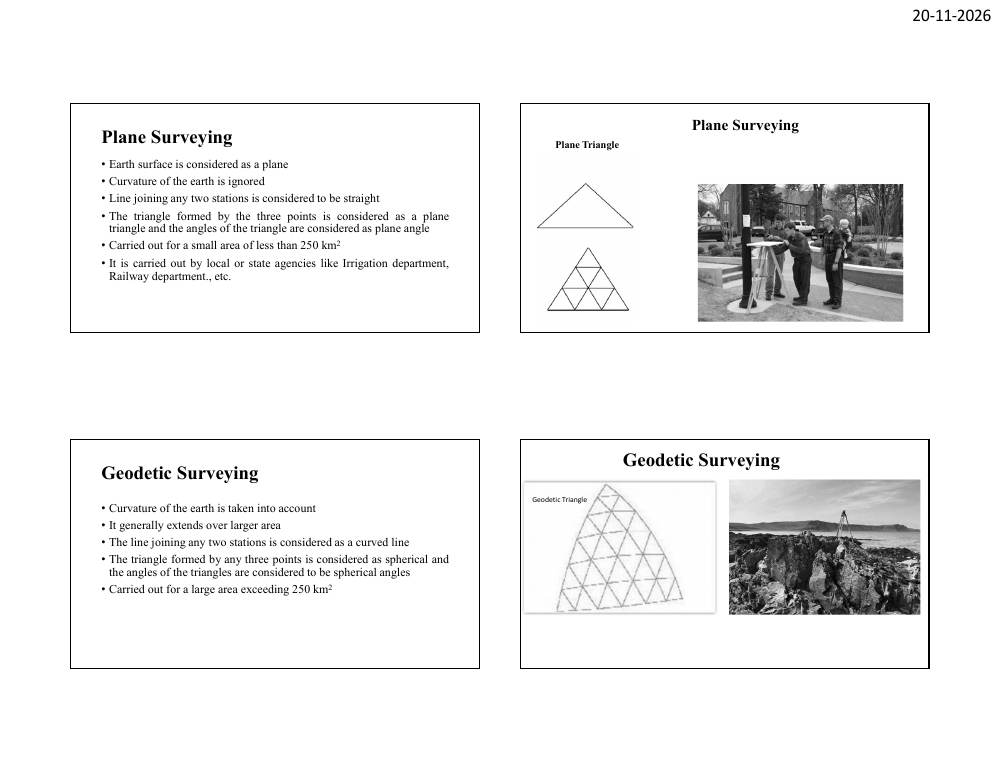 20-11-2026
Plane Surveying
• Earth surface is considered as a plane
• Curvature of the earth is ignored
• Line joining any two stations is considered to be straight
• The triangle formed by the three points is considered as a plane
triangle and the angles of the triangle are considered as plane angle
• Carried out for a small area of less than 250 km²
• It is carried out by local or state agencies like Irrigation department,
Railway department., etc.
Plane Surveying
Plane Triangle
Geodetic Surveying
• Curvature of the earth is taken into account
• It generally extends over larger area
• The line joining any two stations is considered as a curved line
• The triangle formed by any three points is considered as spherical and
the angles of the triangles are considered to be spherical angles
• Carried out for a large area exceeding 250 km²
Geodetic Surveying
Geodetic Triangle